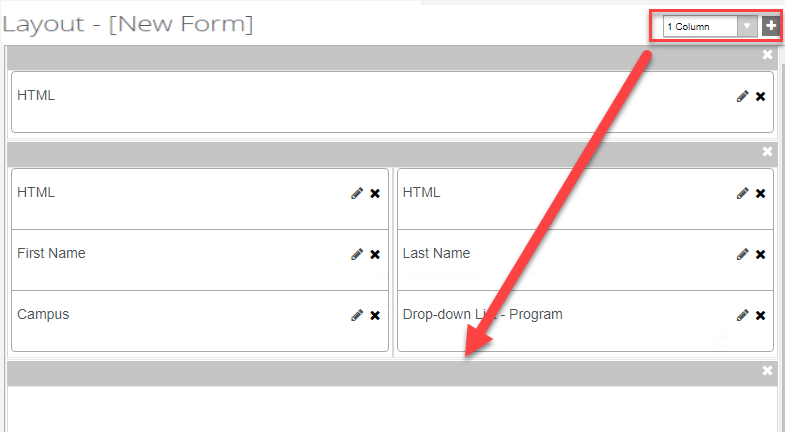 Layout - [New Form]
1 Column
HTML
HTML
HTML
First Name
Last Name
Campus
Drop-down List - Program